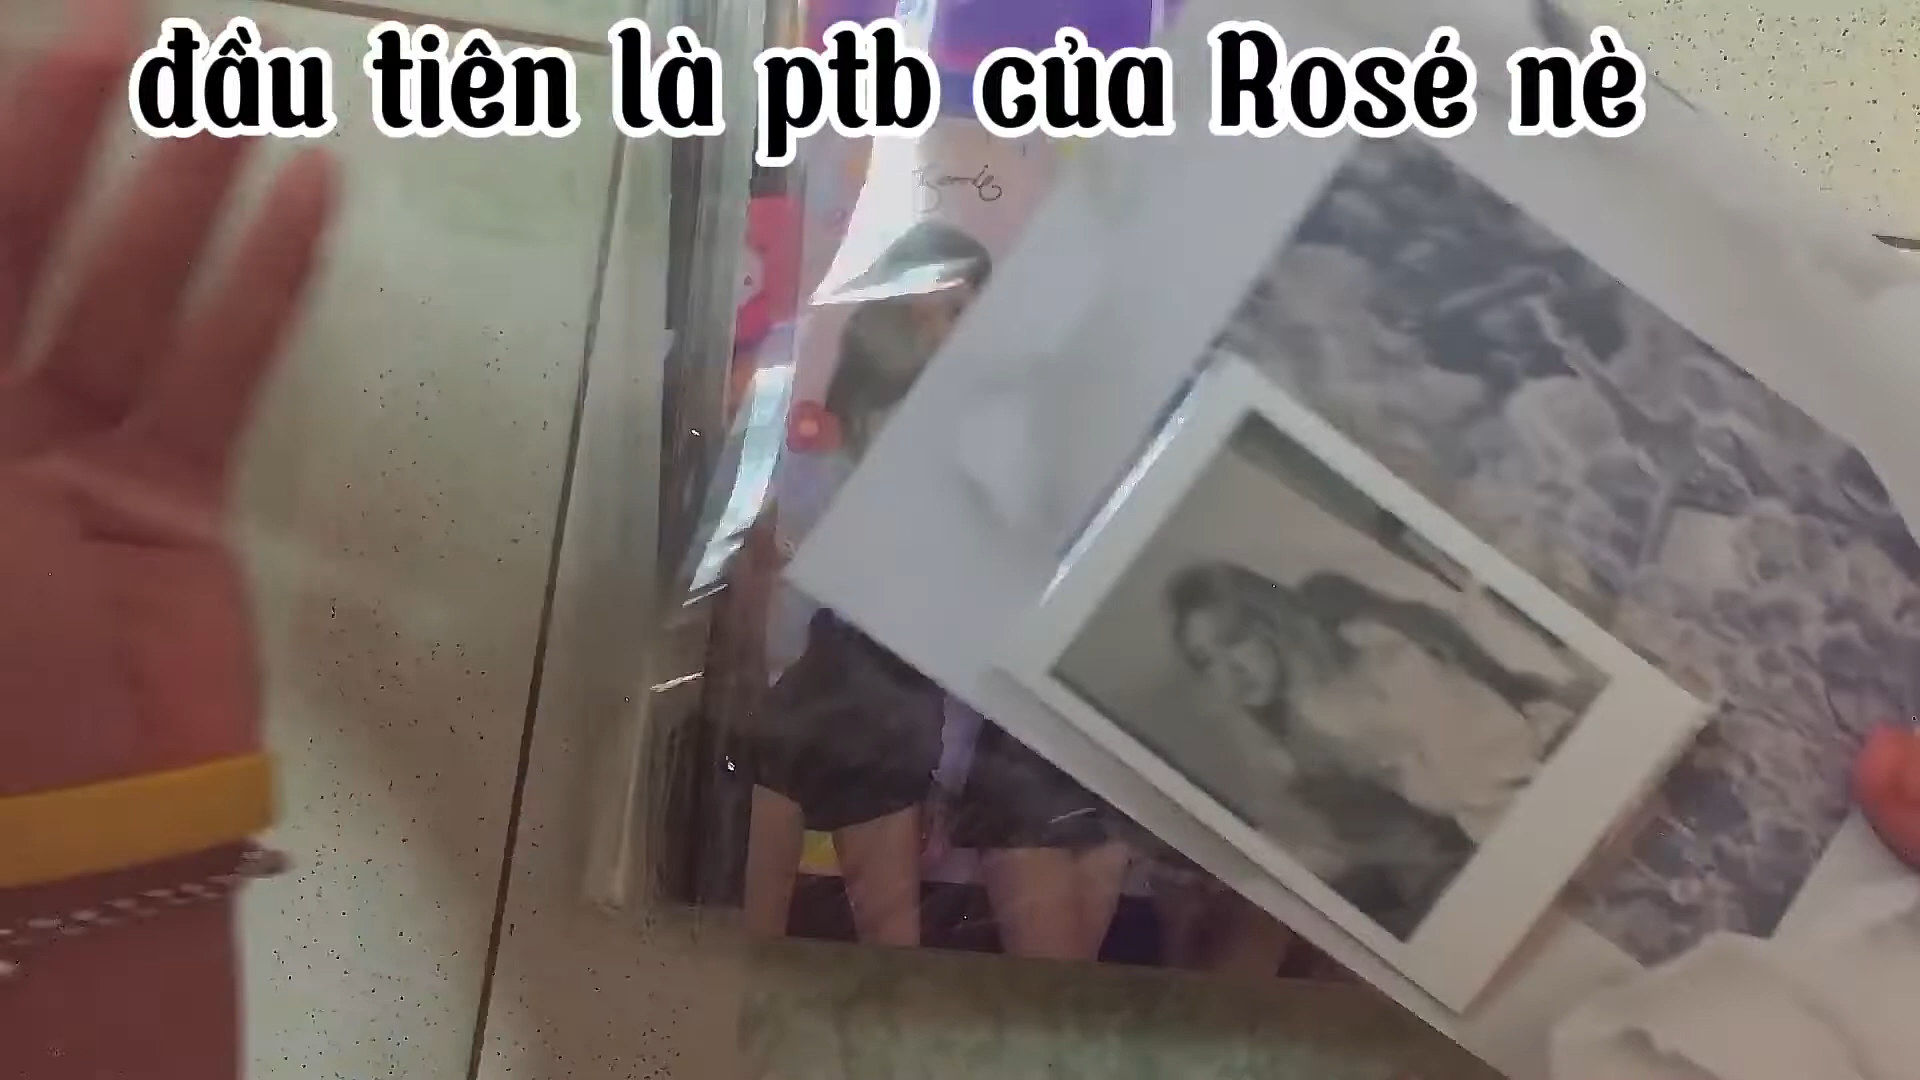 đầu tiên là ptb của Rosé nè